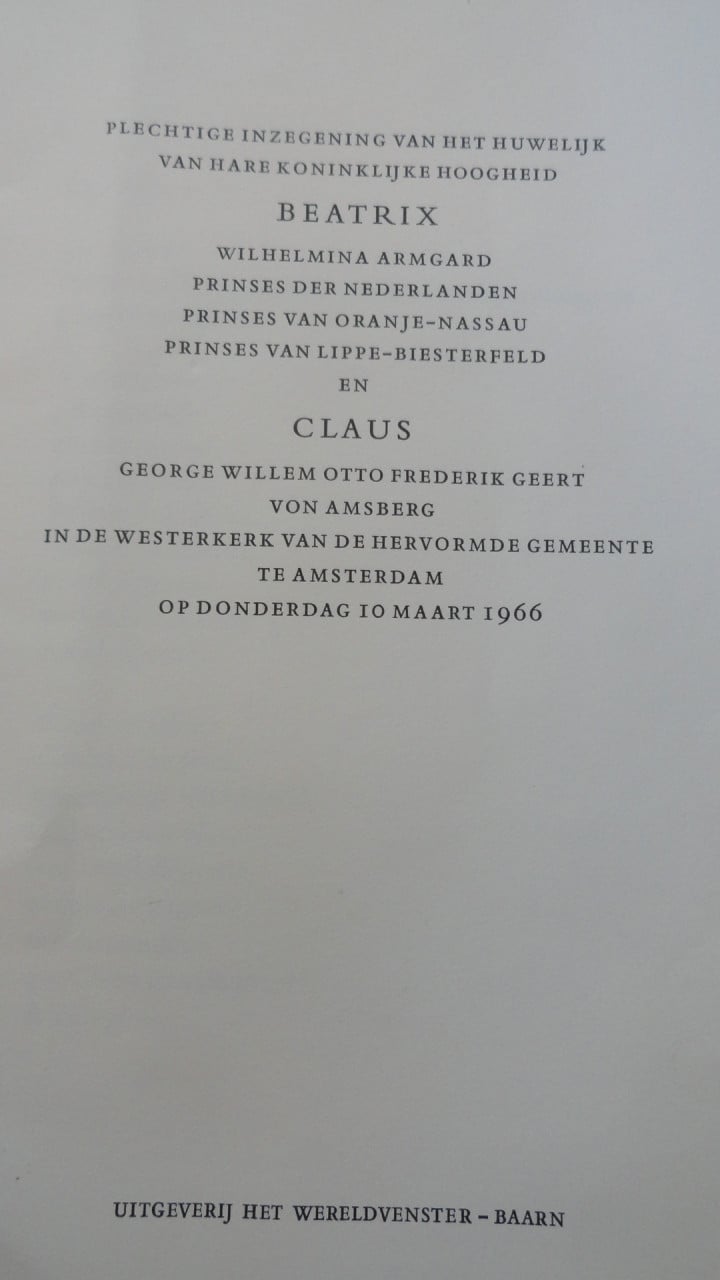 PLECHTIGE INZEGENING VAN HET HUWELIJK
VAN HARE KONINKLIJKE HOOGHEID
BEATRIX
WILHELMINA ARMGARD
PRINSES DER NEDERLANDEN
PRINSES VAN ORANJE-NASSAU
PRINSES VAN LIPPE-BIESTERFELD
EN
CLAUS
GEORGE WILLEM OTTO FREDERIK GEERT
VON AMSBERG
IN DE WESTERKERK VAN DE HERVORMDE GEMEENTE
TE AMSTERDAM
OP DONDERDAG 10 MAART 1966
UITGEVERIJ HET WERELDVENSTER - BAARN